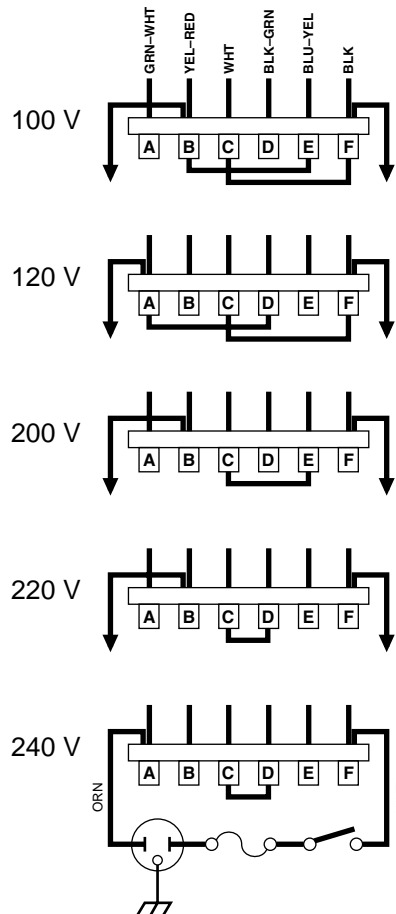 GRN–WHT YEL–RED WHT BLK–GRN BLU–YEL BLK
100 V
A B C D E F
120 V
A B C D E F
200 V
A B C D E F
220 V
A B C D E F
240 V
A B C D E F
ORN